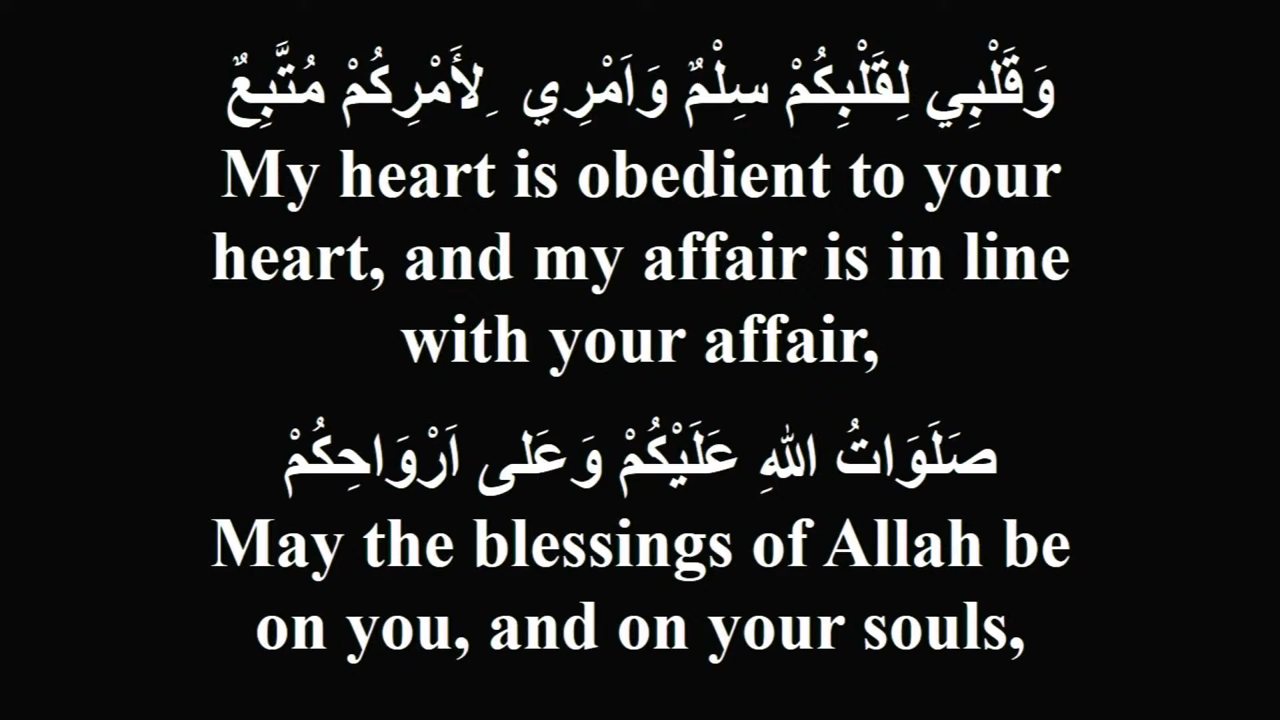 وَقَلْبِي لِقَلْبِكُمْ سِلْمٌ وَاَمْرِي ِلأَمْرِكُمْ مُتَّبِعٌ
My heart is obedient to your
heart, and my affair is in line
with your affair,
صَلَوَاتُ اللهِ عَلَيْكُمْ وَعَلى اَرْوَاحِكُمْ
May the blessings of Allah be
on you, and on your souls,